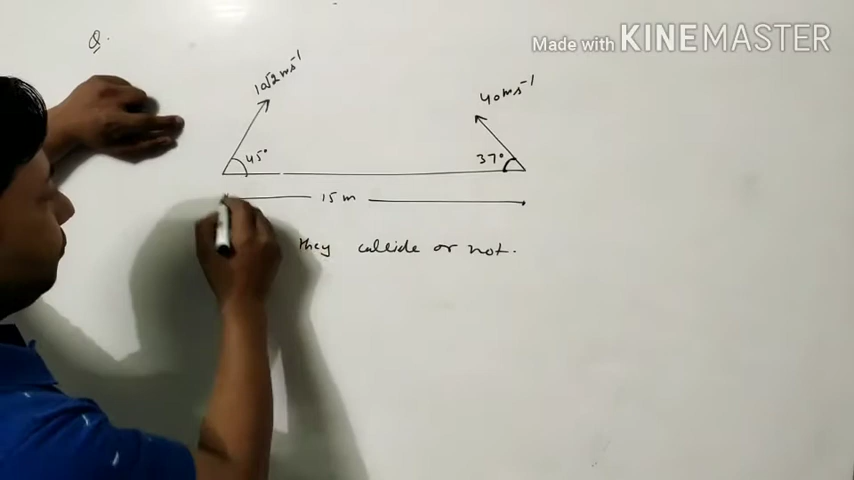 Made with KINEMASTER
Q.
10√2 ms⁻¹
40 ms⁻¹
45°
37°
15 m
they collide or not.